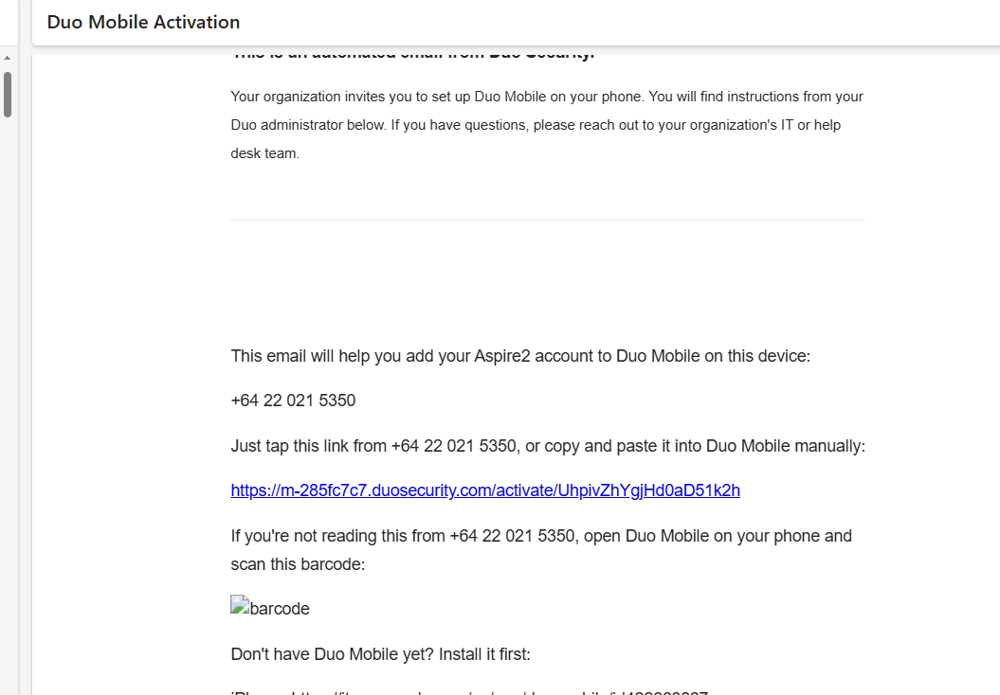 Duo Mobile Activation
This is an automated email from Duo Security.
Your organization invites you to set up Duo Mobile on your phone. You will find instructions from your
Duo administrator below. If you have questions, please reach out to your organization's IT or help
desk team.
This email will help you add your Aspire2 account to Duo Mobile on this device:
+64 22 021 5350
Just tap this link from +64 22 021 5350, or copy and paste it into Duo Mobile manually:
https://m-285fc7c7.duosecurity.com/activate/UhpivZhYgjHd0aD51k2h
If you're not reading this from +64 22 021 5350, open Duo Mobile on your phone and
scan this barcode:
barcode
Don't have Duo Mobile yet? Install it first: